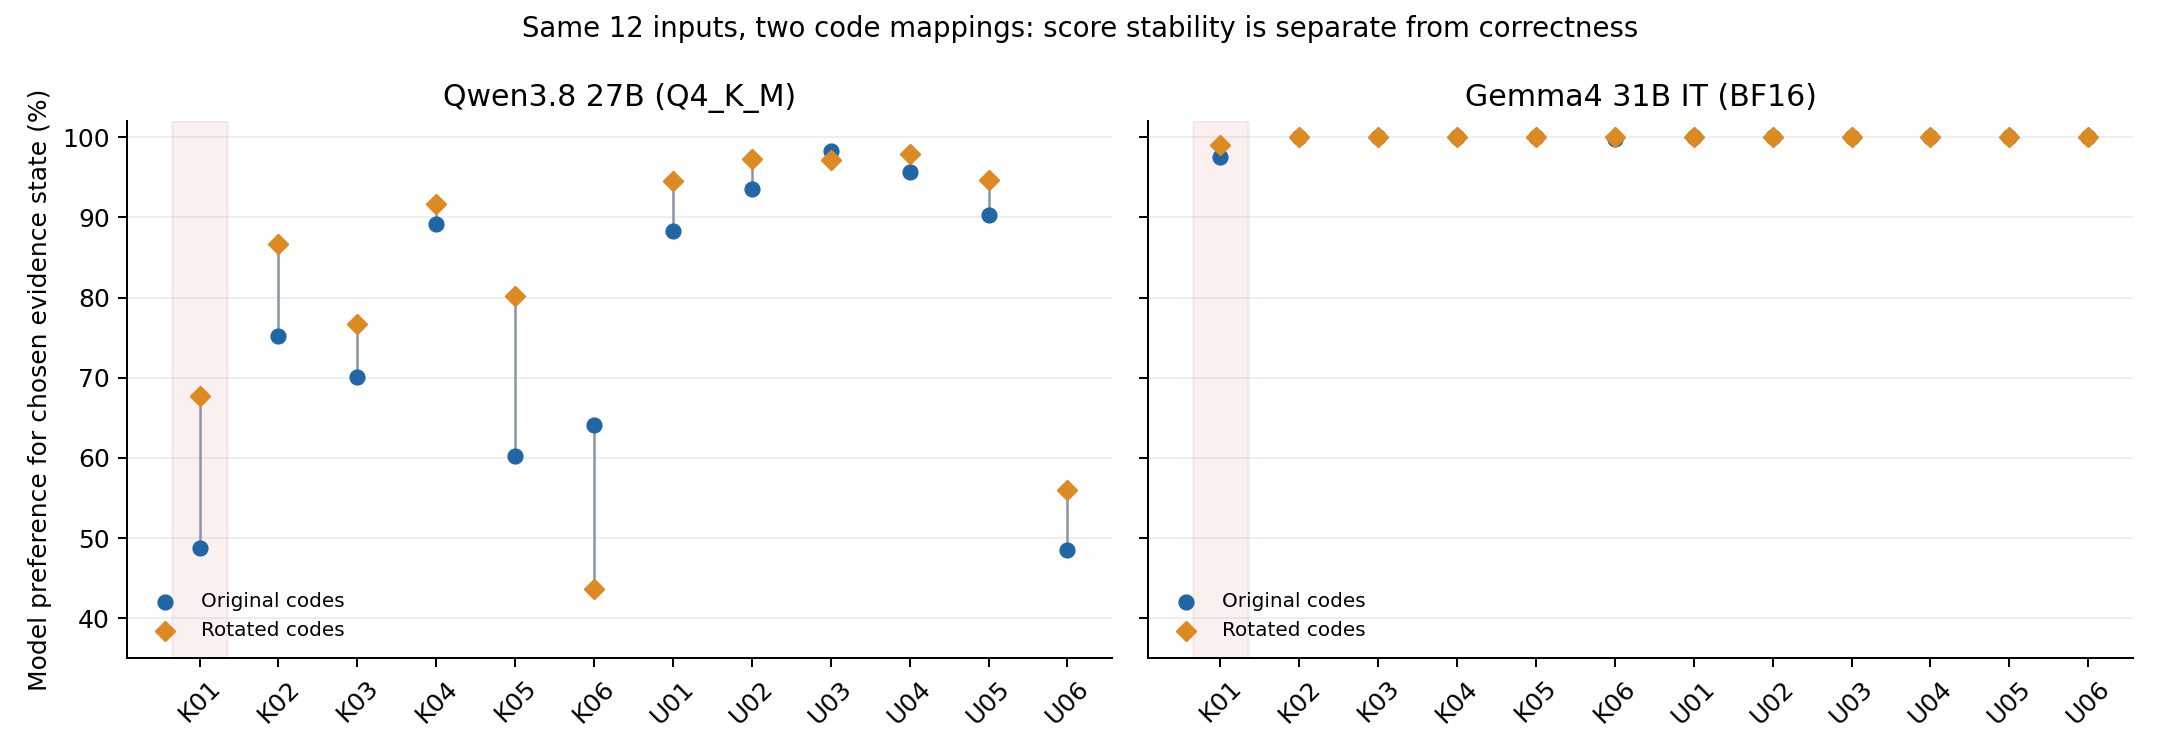 Same 12 inputs, two code mappings: score stability is separate from correctness
Qwen3.8 27B (Q4_K_M)
Model preference for chosen evidence state (%)
100
90
80
70
60
50
40
Original codes
Rotated codes
K01 K02 K03 K04 K05 K06 U01 U02 U03 U04 U05 U06
Gemma4 31B IT (BF16)
Original codes
Rotated codes
K01 K02 K03 K04 K05 K06 U01 U02 U03 U04 U05 U06